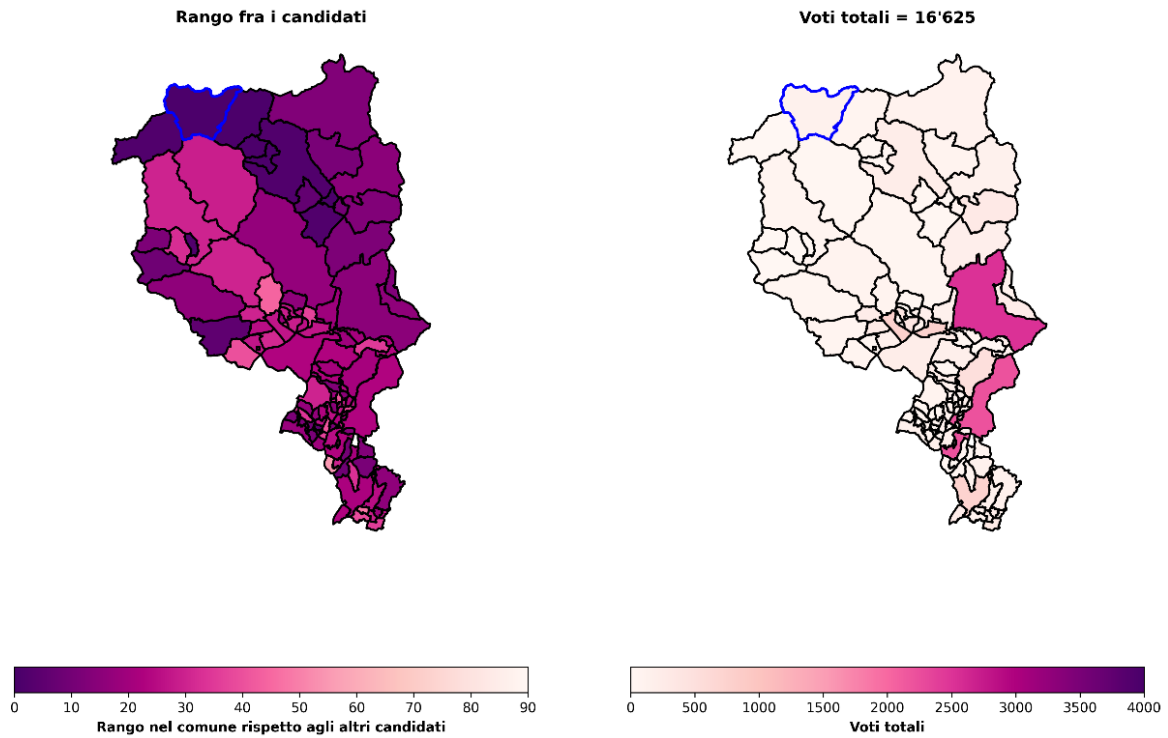 Rango fra i candidati
Voti totali = 16'625
0 10 20 30 40 50 60 70 80 90
Rango nel comune rispetto agli altri candidati
0 500 1000 1500 2000 2500 3000 3500 4000
Voti totali